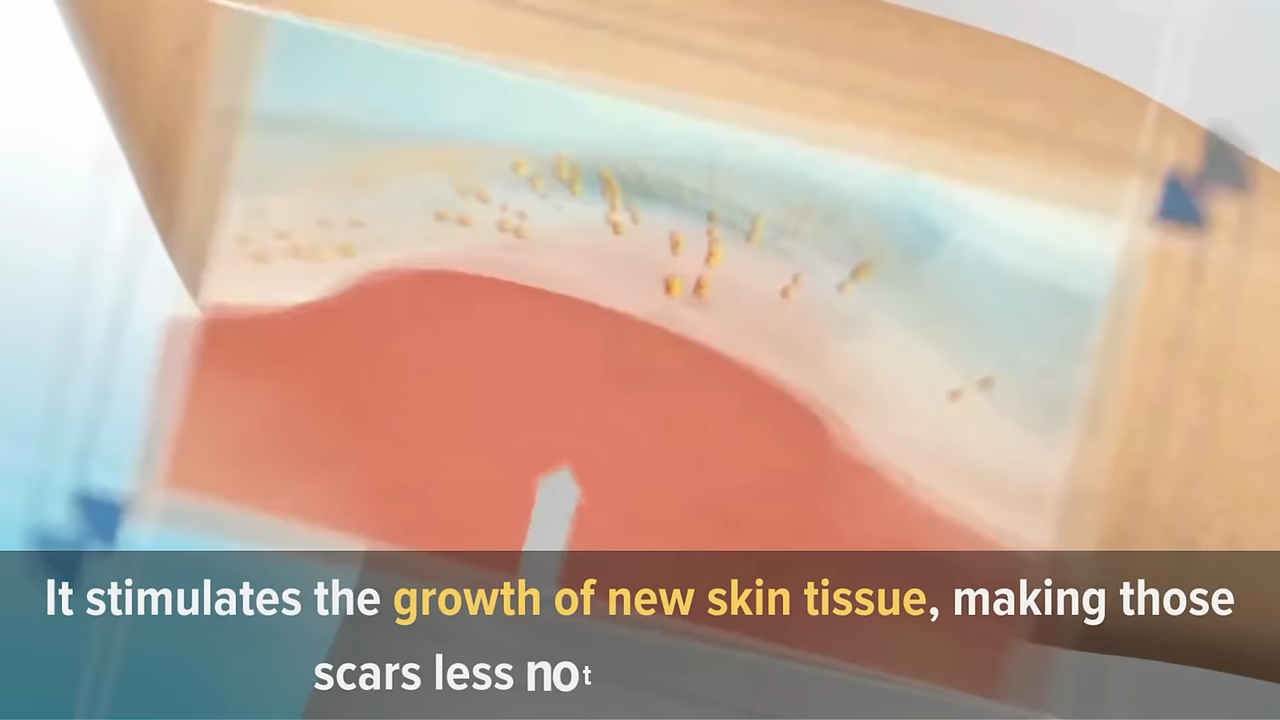 It stimulates the growth of new skin tissue, making those
scars less not